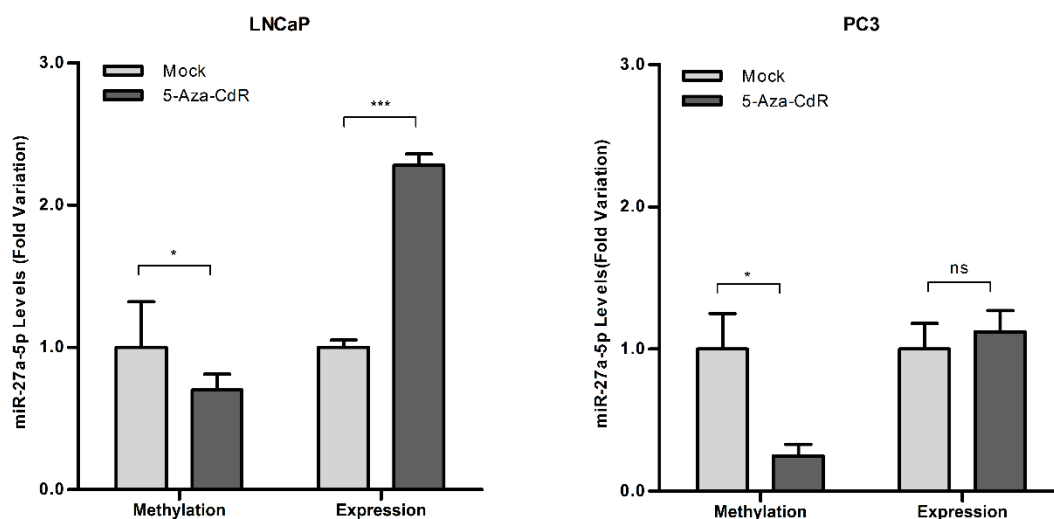 LNCaP
miR-27a-5p Levels (Fold Variation)
3.0
2.0
1.0
0.0
Mock
5-Aza-CdR
*
***
Methylation
Expression
PC3
miR-27a-5p Levels(Fold Variation)
3.0
2.0
1.0
0.0
Mock
5-Aza-CdR
*
ns
Methylation
Expression